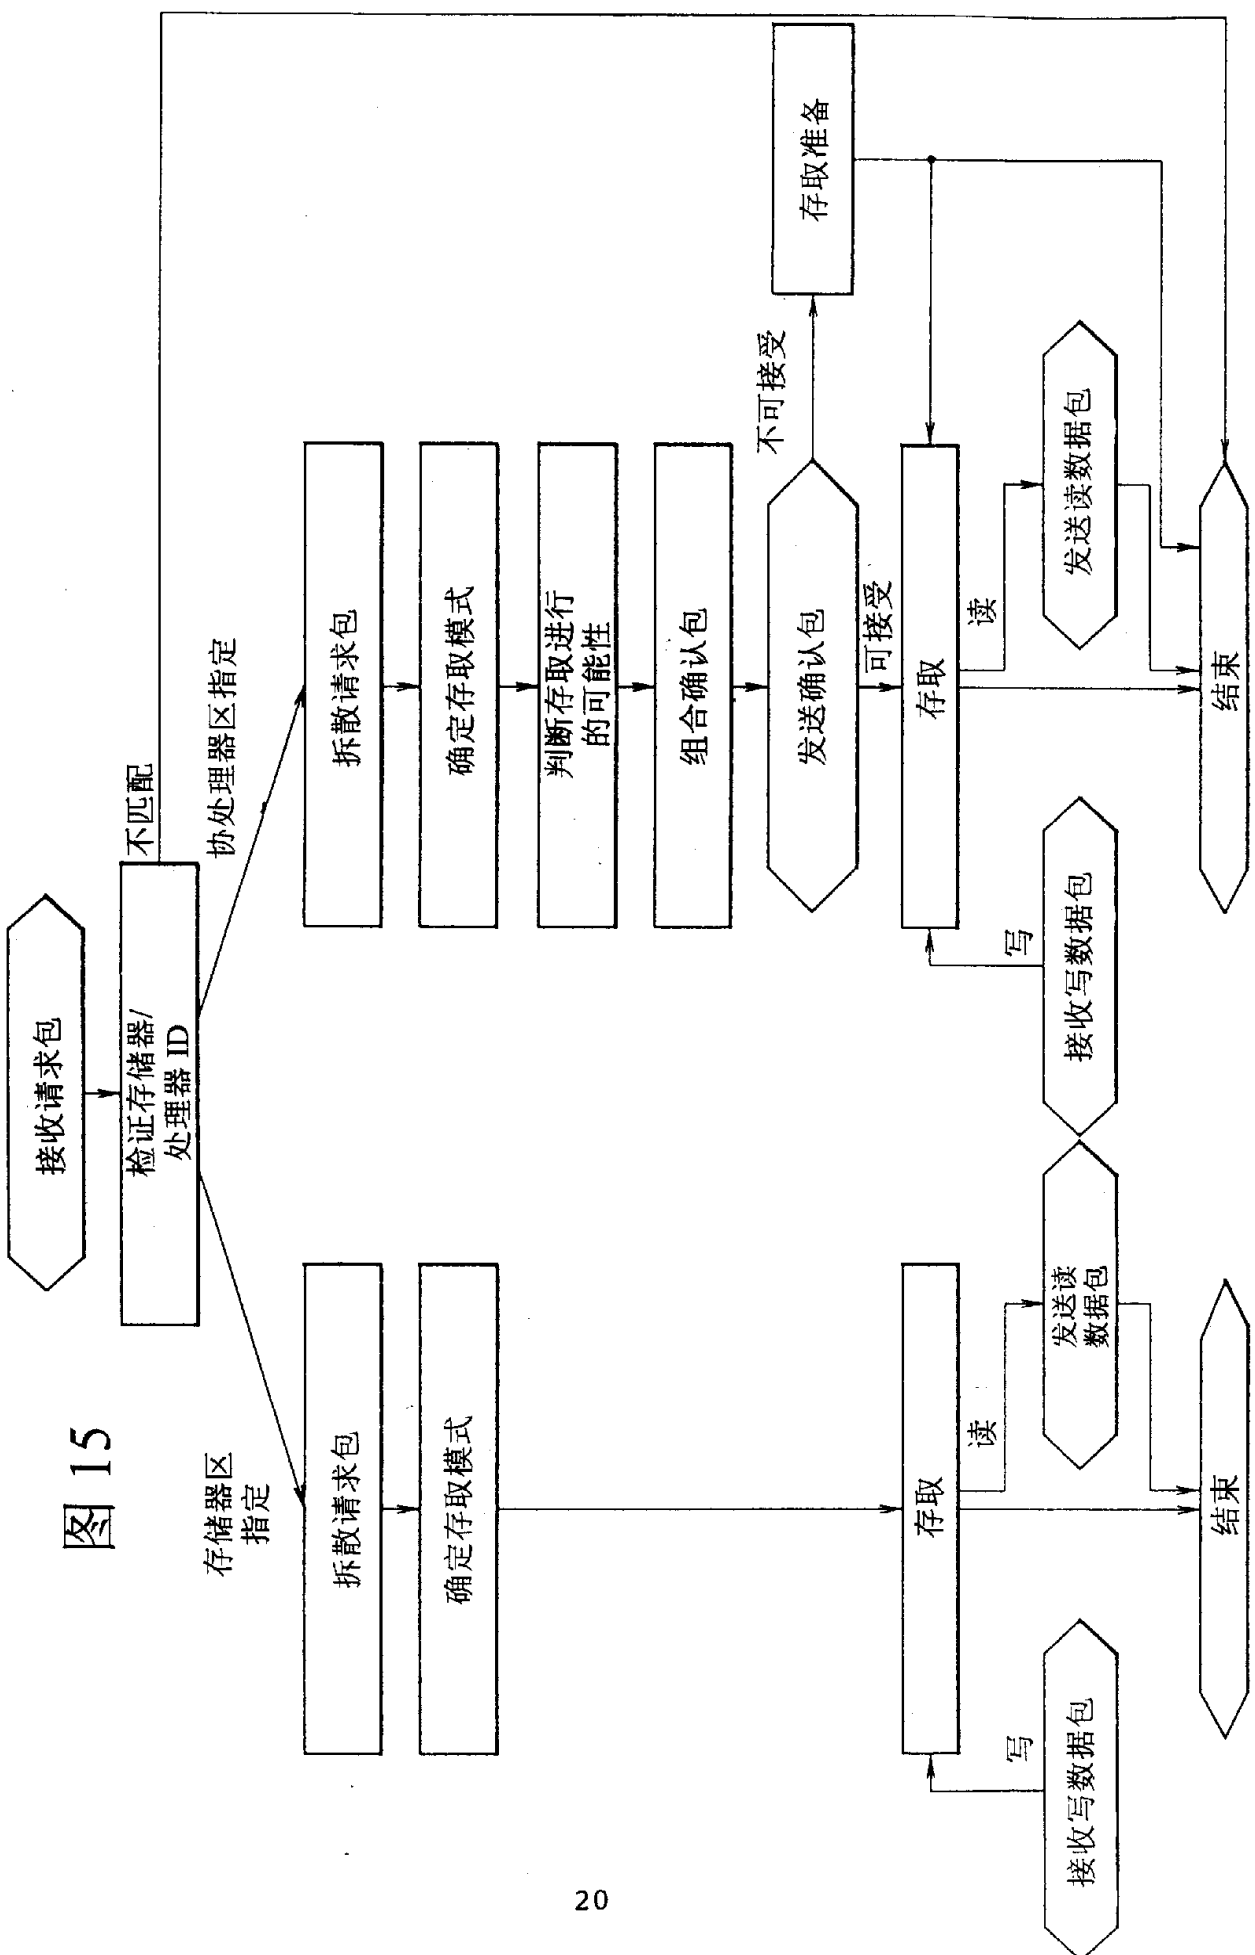 图 15
接收请求包
检证存储器/
处理器 ID
不匹配
存储器区
指定
协处理器区指定
拆散请求包
确定存取模式
拆散请求包
确定存取模式
判断存取进行
的可能性
组合确认包
发送确认包
不可接受
存取准备
可接受
存取
读
写
接收写数据包
发送读
数据包
结束
存取
读
写
接收写数据包
发送读数据包
结束
20